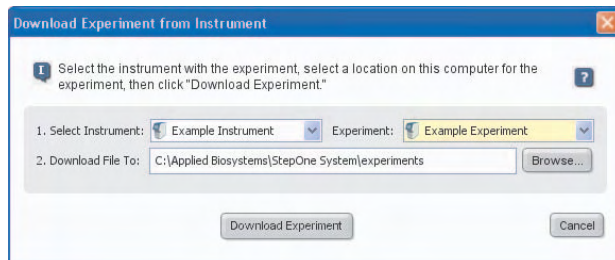 Download Experiment from Instrument
Select the instrument with the experiment, select a location on this computer for the
experiment, then click "Download Experiment."
1. Select Instrument: Example Instrument Experiment: Example Experiment
2. Download File To: C:\Applied Biosystems\StepOne System\experiments Browse...
Download Experiment Cancel